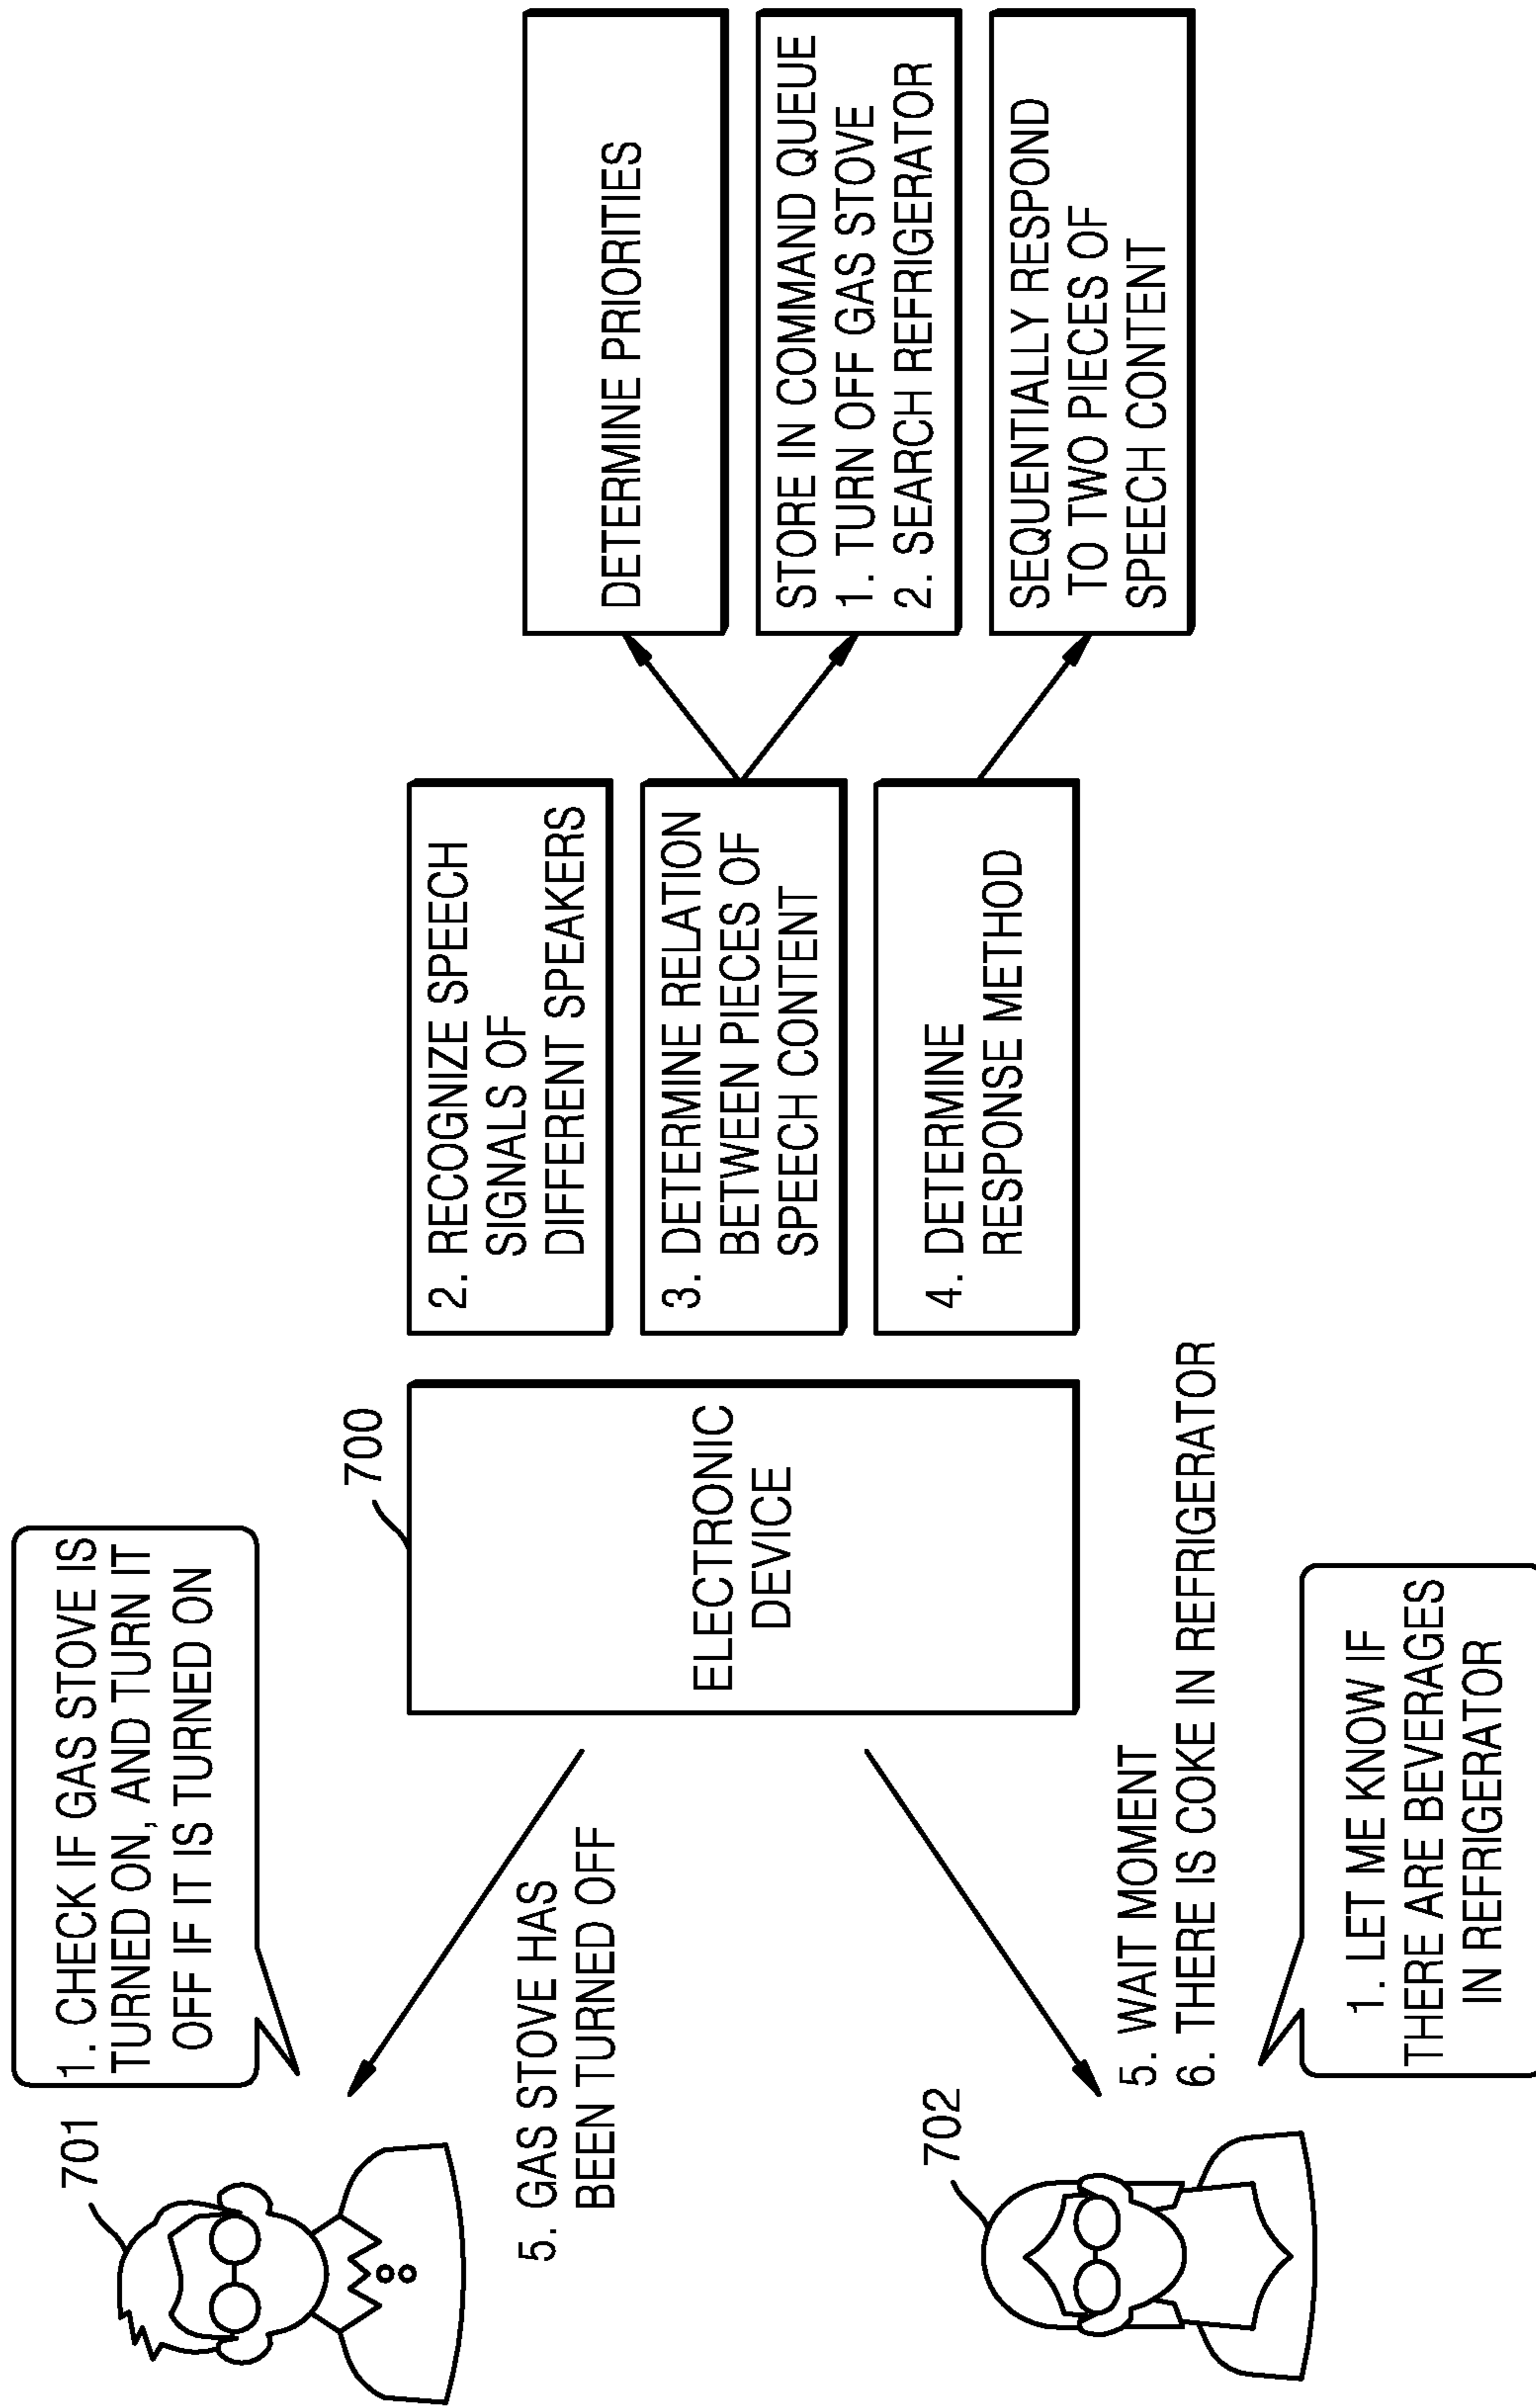 701
1. CHECK IF GAS STOVE IS
TURNED ON, AND TURN IT
OFF IF IT IS TURNED ON
5. GAS STOVE HAS
BEEN TURNED OFF
702
5. WAIT MOMENT
6. THERE IS COKE IN REFRIGERATOR
1. LET ME KNOW IF
THERE ARE BEVERAGES
IN REFRIGERATOR
700
ELECTRONIC
DEVICE
2. RECOGNIZE SPEECH
SIGNALS OF
DIFFERENT SPEAKERS
3. DETERMINE RELATION
BETWEEN PIECES OF
SPEECH CONTENT
4. DETERMINE
RESPONSE METHOD
DETERMINE PRIORITIES
STORE IN COMMAND QUEUE
1. TURN OFF GAS STOVE
2. SEARCH REFRIGERATOR
SEQUENTIALLY RESPOND
TO TWO PIECES OF
SPEECH CONTENT